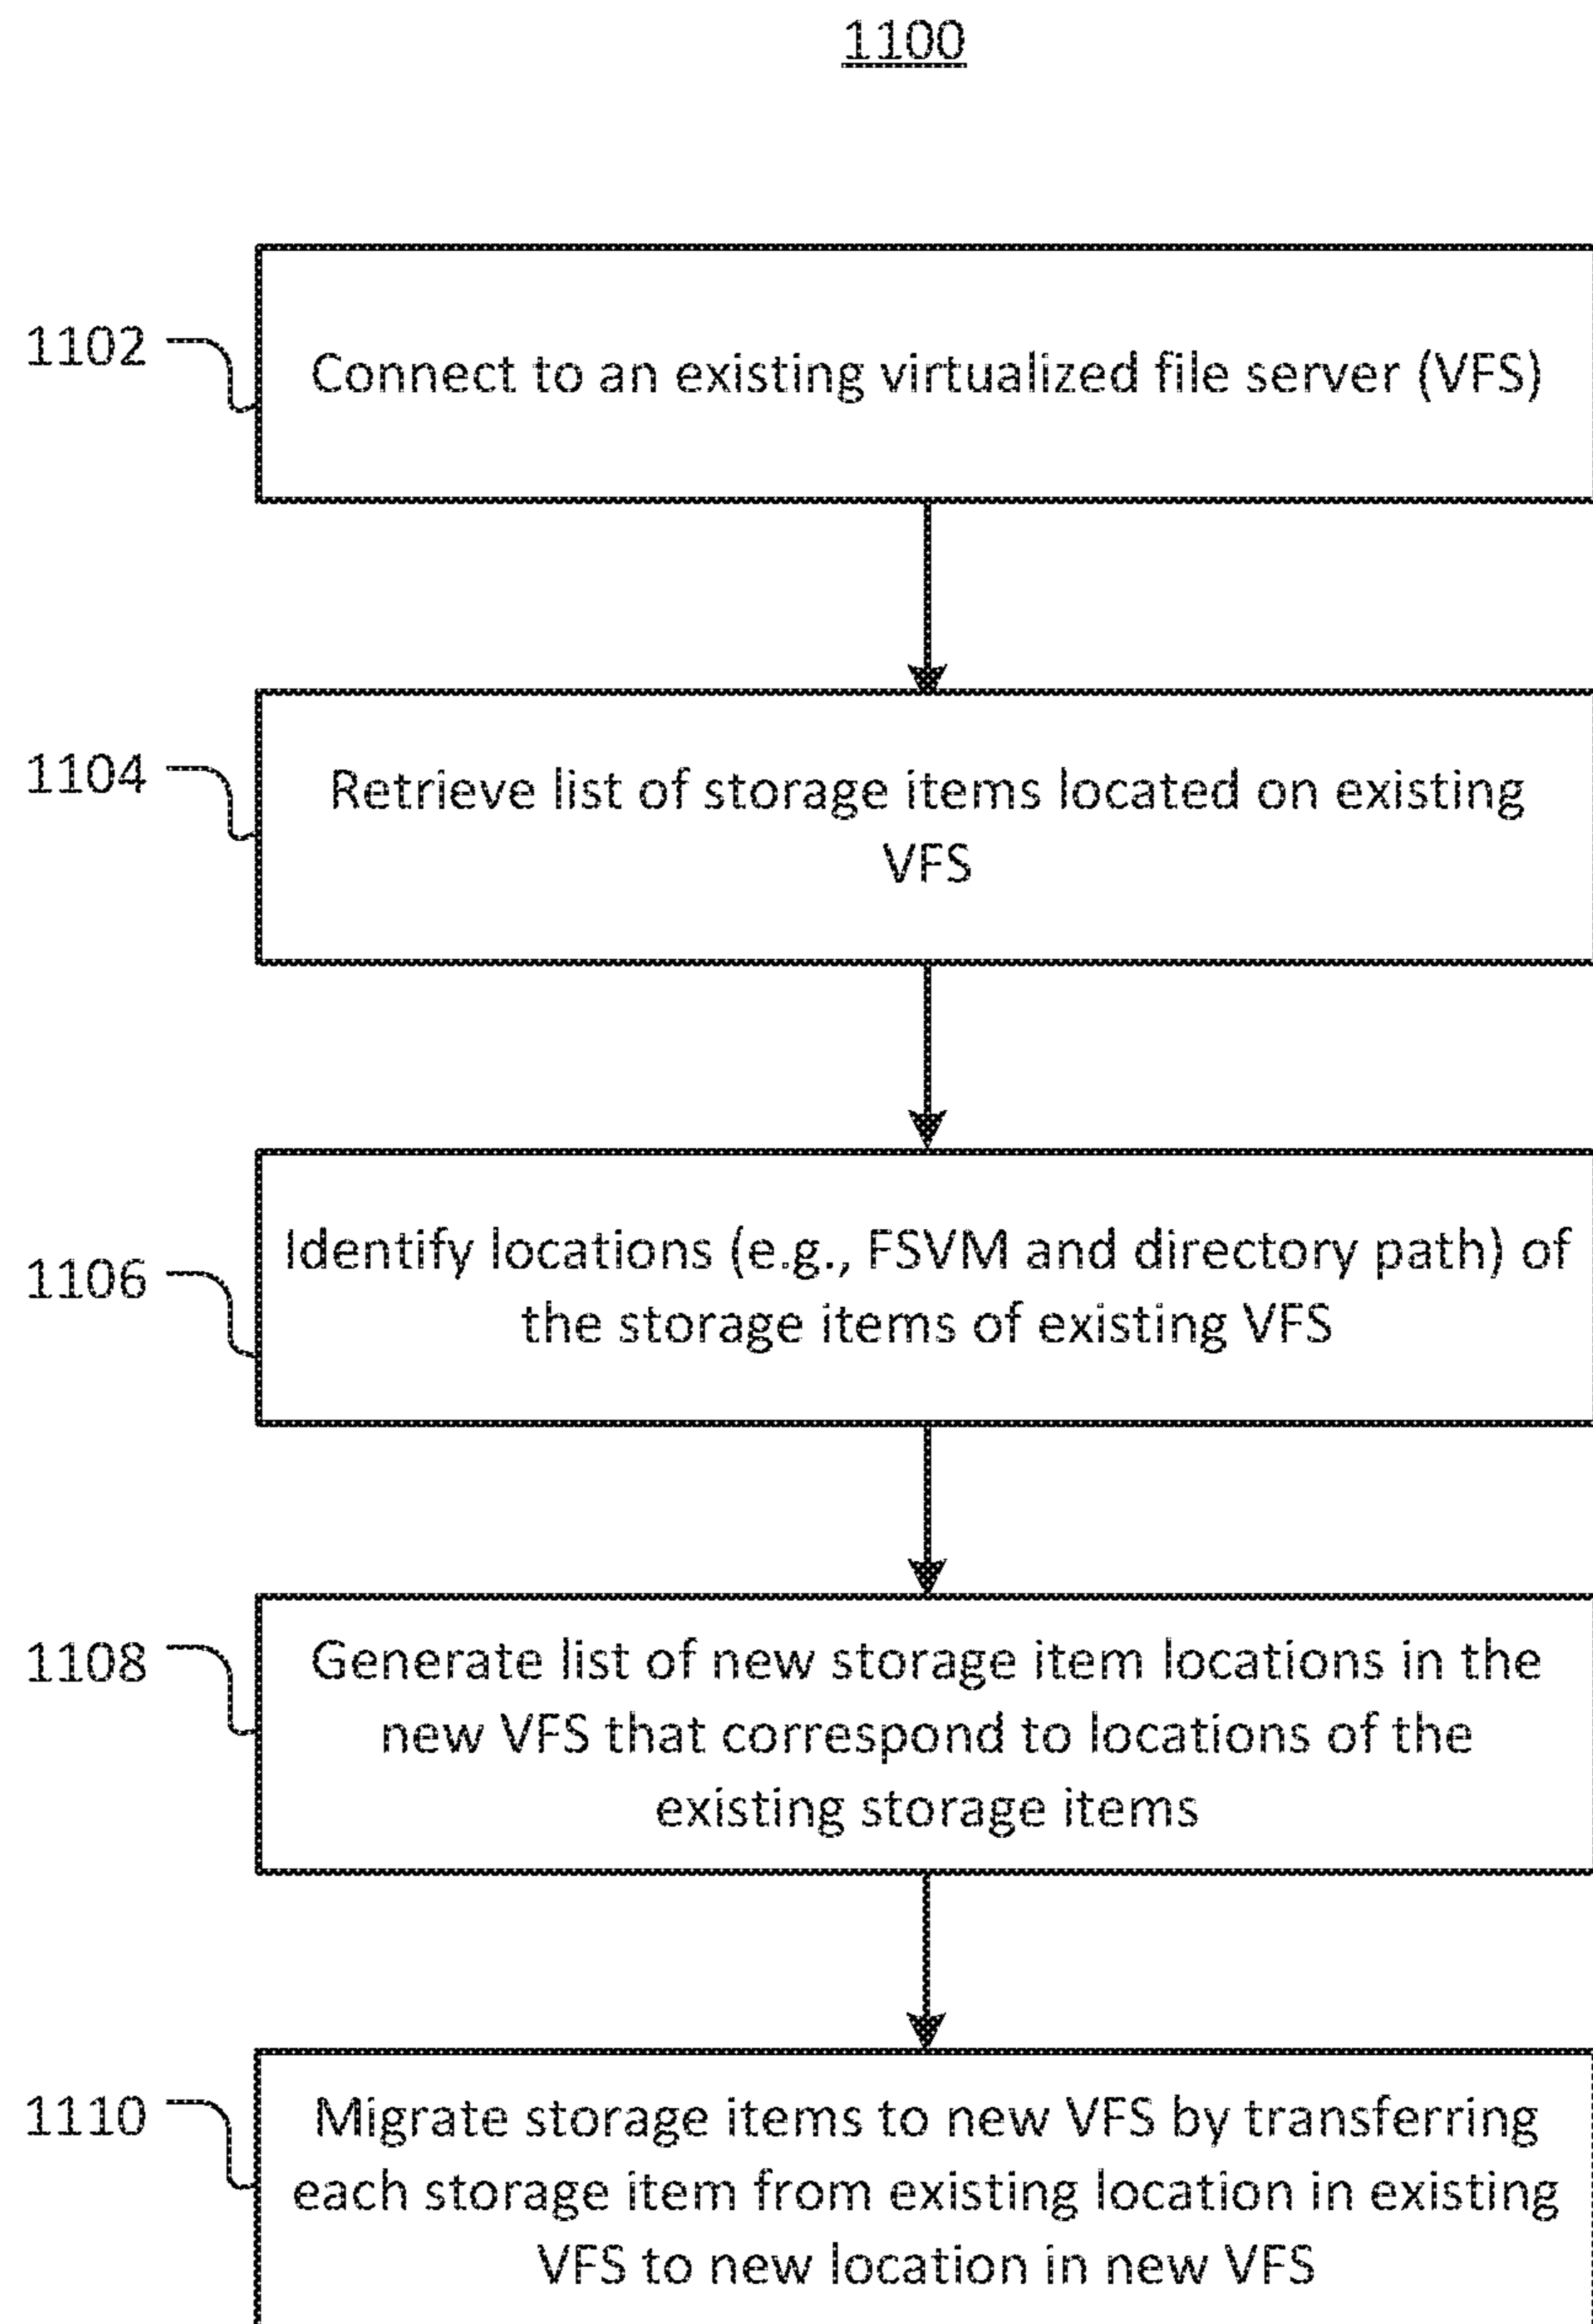 1100
1102
Connect to an existing virtualized file server (VFS)
1104
Retrieve list of storage items located on existing
VFS
1106
Identify locations (e.g., FSVM and directory path) of
the storage items of existing VFS
1108
Generate list of new storage item locations in the
new VFS that correspond to locations of the
existing storage items
1110
Migrate storage items to new VFS by transferring
each storage item from existing location in existing
VFS to new location in new VFS